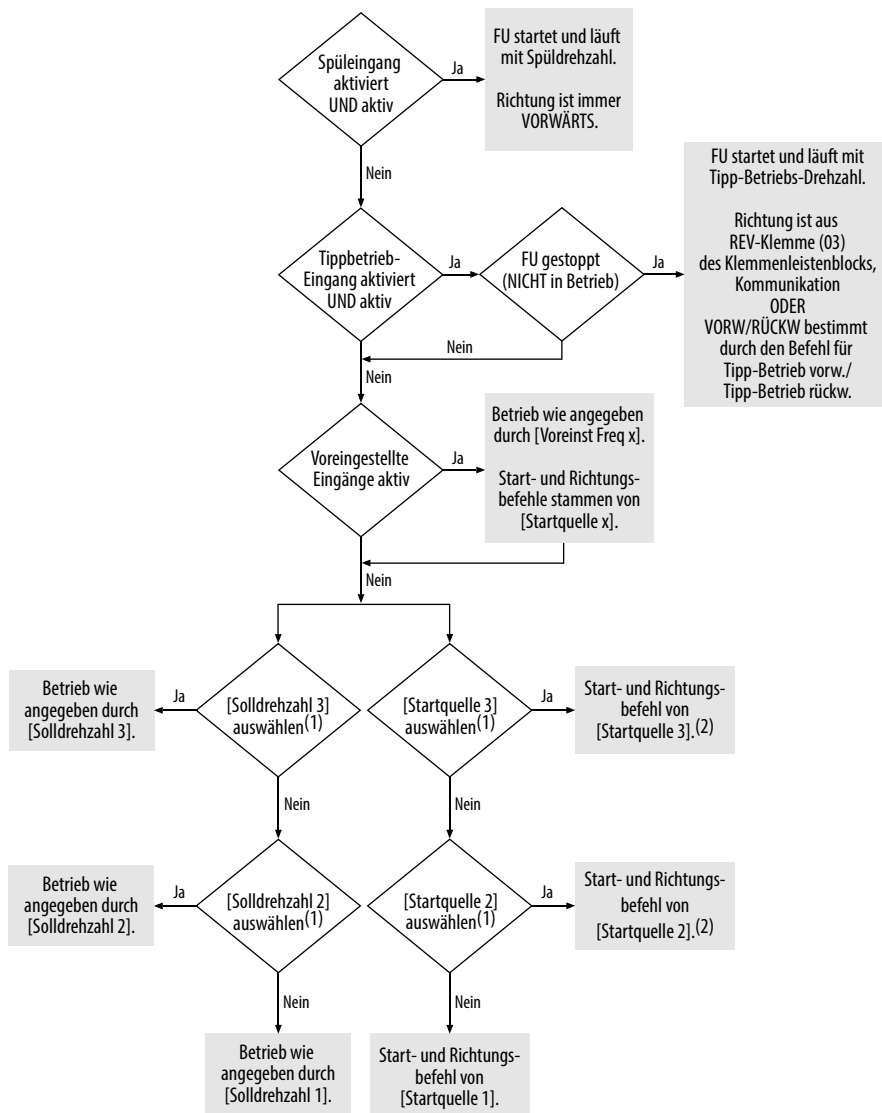 Spüleingang
aktiviert
UND aktiv
Ja
FU startet und läuft
mit Spüldrehzahl.
Richtung ist immer
VORWÄRTS.
Nein
Tippbetrieb-
Eingang aktiviert
UND aktiv
Ja
FU gestoppt
(NICHT in Betrieb)
Ja
FU startet und läuft mit
Tipp-Betriebs-Drehzahl.
Richtung ist aus
REV-Klemme (03)
des Klemmenleistenblocks,
Kommunikation
ODER
VORW/RÜCKW bestimmt
durch den Befehl für
Tipp-Betrieb vorw./
Tipp-Betrieb rückw.
Nein
Nein
Voreingestellte
Eingänge aktiv
Ja
Betrieb wie angegeben
durch [Voreinst Freq x].
Start- und Richtungs-
befehle stammen von
[Startquelle x].
Nein
Betrieb wie
angegeben durch
[Solldrehzahl 3].
Ja
[Solldrehzahl 3]
auswählen(1)
[Startquelle 3]
auswählen(1)
Ja
Start- und Richtungs-
befehl von
[Startquelle 3].(2)
Nein
Nein
Betrieb wie
angegeben durch
[Solldrehzahl 2].
Ja
[Solldrehzahl 2]
auswählen(1)
[Startquelle 2]
auswählen(1)
Ja
Start- und Richtungs-
befehl von
[Startquelle 2].(2)
Nein
Nein
Betrieb wie
angegeben durch
[Solldrehzahl 1].
Start- und Richtungs-
befehl von
[Startquelle 1].